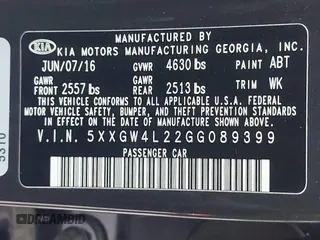 MANUFACTURED BY
KIA KIA MOTORS MANUFACTURING GEORGIA, INC.
JUN/07/16 GVWR 4630 lbs PAINT ABT
GAWR FRONT 2557 lbs GAWR REAR 2513 lbs TRIM WK
V.I.N. 5XXGW4L22GG089399
PASSENGER CAR
THIS VEHICLE CONFORMS TO ALL APPLICABLE FEDERAL MOTOR
VEHICLE SAFETY, BUMPER, AND THEFT PREVENTION STANDARDS
IN EFFECT ON THE DATE OF MANUFACTURE SHOWN ABOVE.
5310
DREAMBID